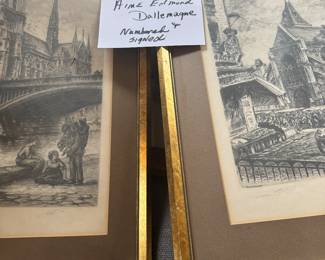 Aime Edmond
Dallemagne
Numbered &
signed